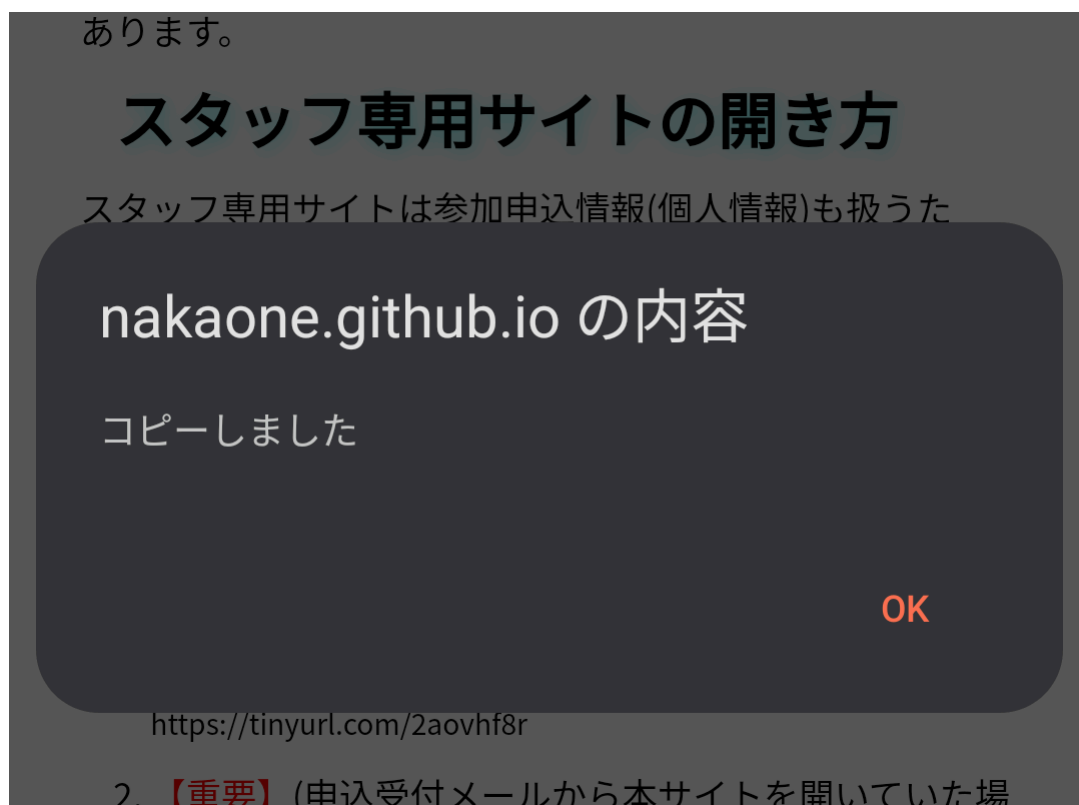 あります。
スタッフ専用サイトの開き方
スタッフ専用サイトは参加申込情報(個人情報)も扱うた
nakaone.github.io の内容
コピーしました
OK
https://tinyurl.com/2aovhf8r
2. 【重要】(申込受付メールから本サイトを開いていた場